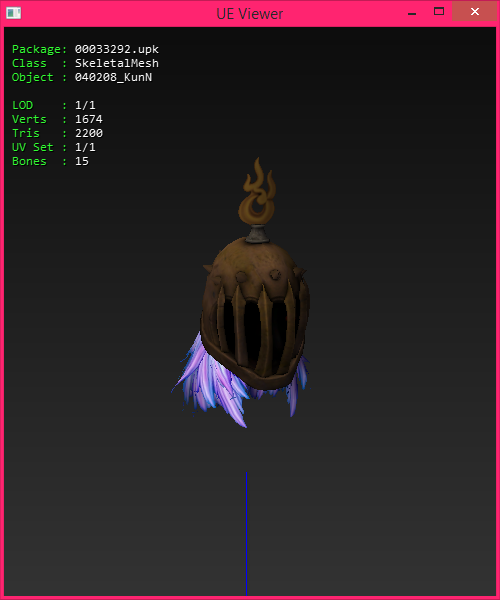 UE Viewer
Package: 00033292.upk
Class : SkeletalMesh
Object : 040208_KunN
LOD : 1/1
Verts : 1674
Tris : 2200
UV Set : 1/1
Bones : 15